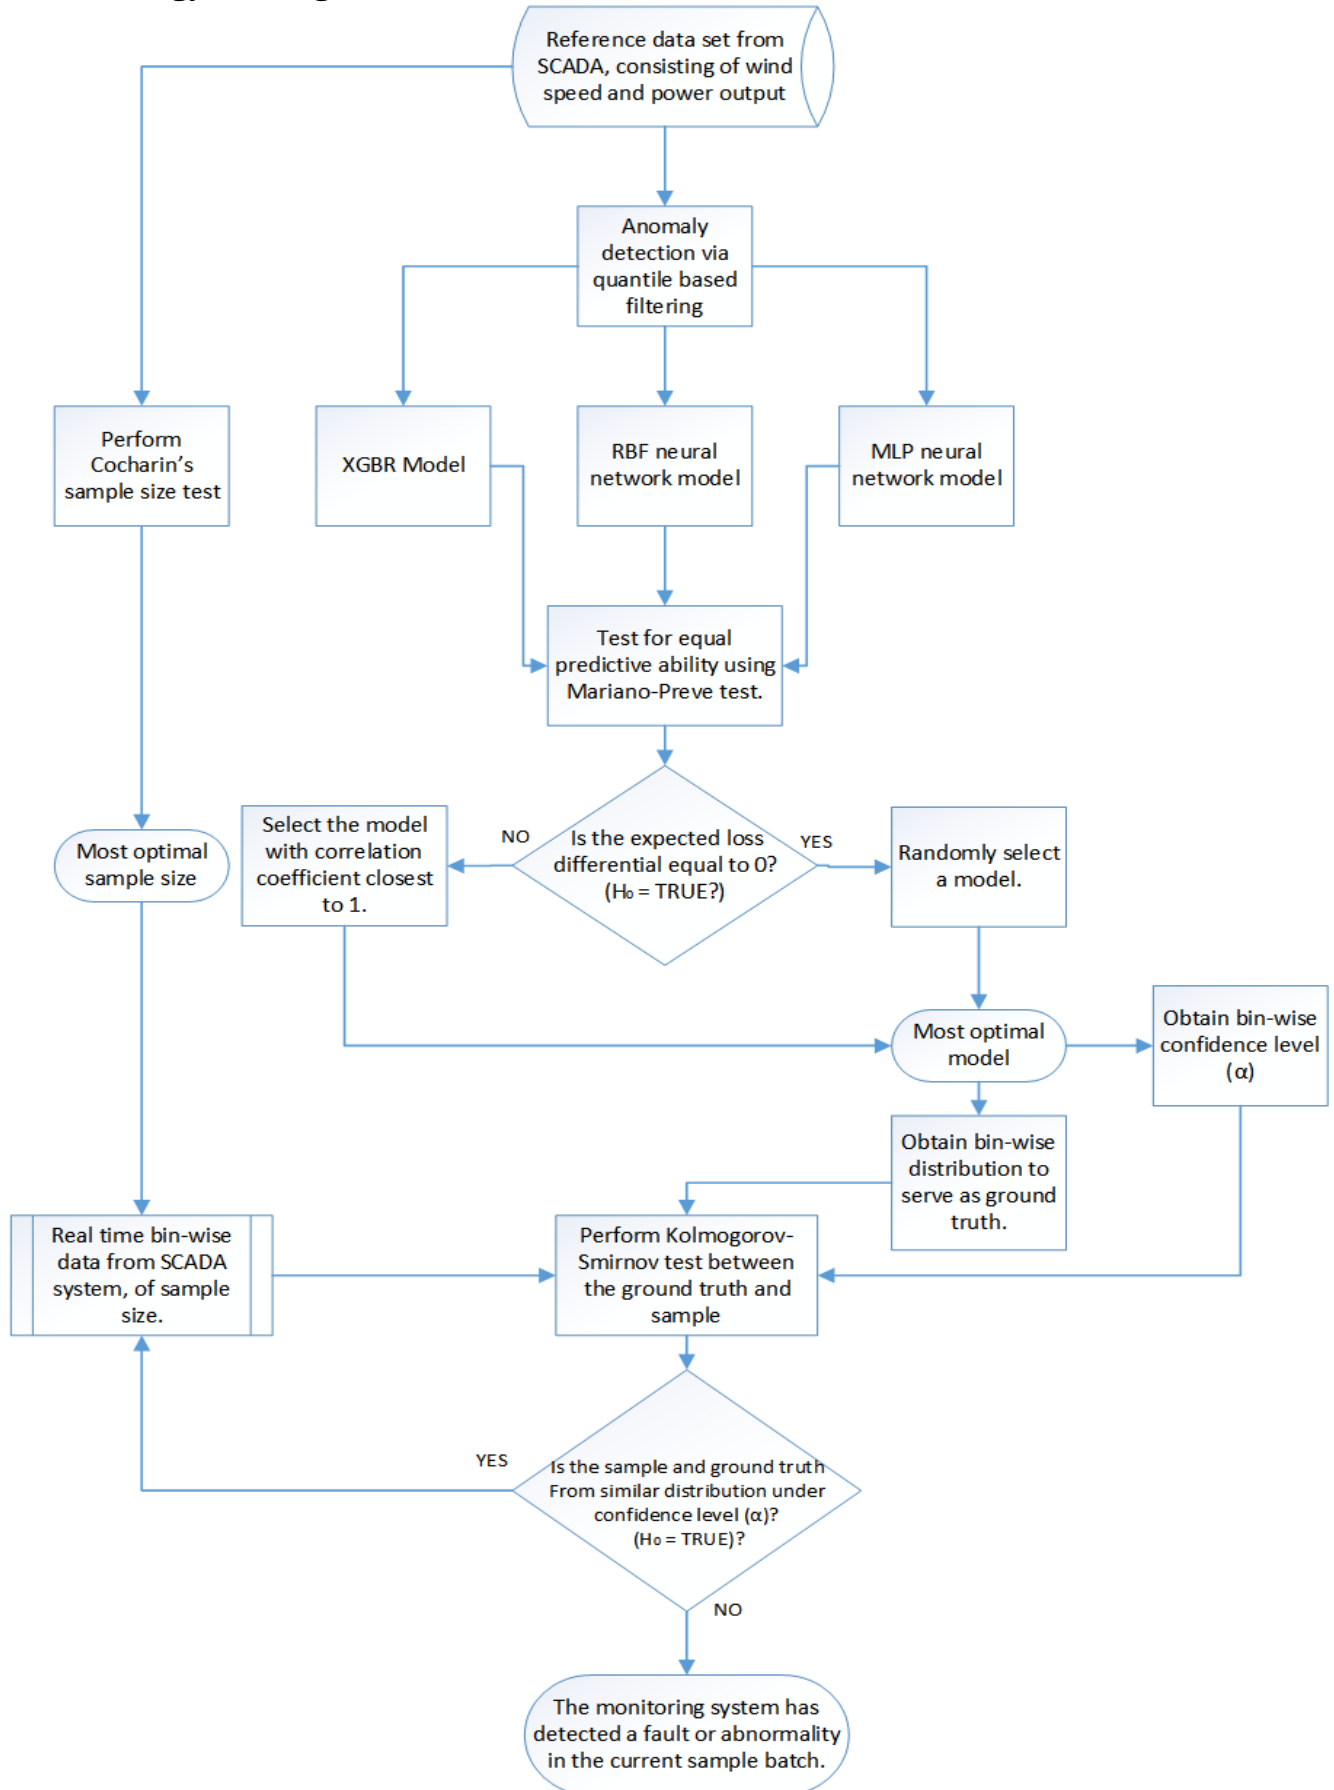 Reference data set from
SCADA, consisting of wind
speed and power output
Anomaly
detection via
quantile based
filtering
Perform
Cocharin's
sample size test
XGBR Model
RBF neural
network model
MLP neural
network model
Test for equal
predictive ability using
Mariano-Preve test.
Select the model
with correlation
coefficient closest
to 1.
NO
Is the expected loss
differential equal to 0?
(H₀ = TRUE?)
YES
Randomly select
a model.
Most optimal
sample size
Most optimal
model
Obtain bin-wise
confidence level
(α)
Obtain bin-wise
distribution to
serve as ground
truth.
Real time bin-wise
data from SCADA
system, of sample
size.
Perform Kolmogorov-
Smirnov test between
the ground truth and
sample
YES
Is the sample and ground truth
From similar distribution under
confidence level (α)?
(H₀ = TRUE)?
NO
The monitoring system has
detected a fault or abnormality
in the current sample batch.